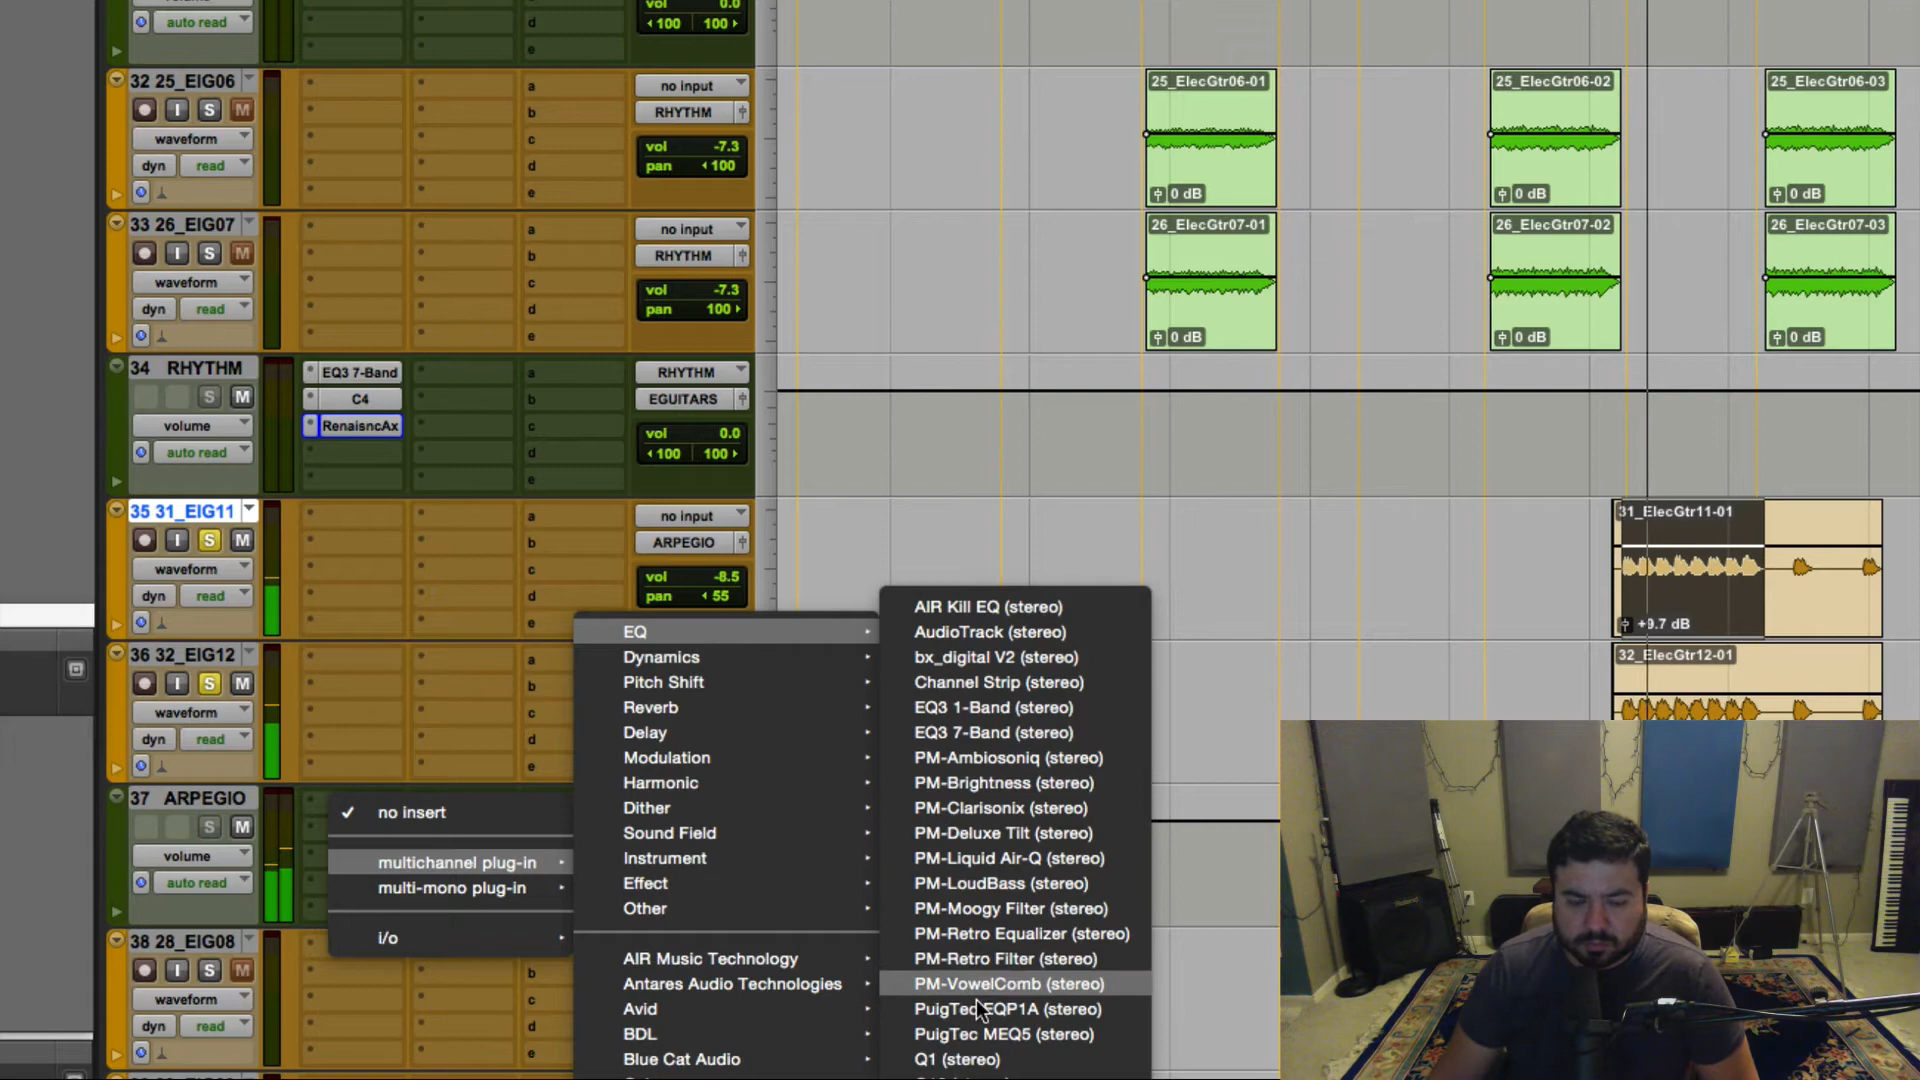 vol 0.0
auto read
100 100
d
e
32 25_EIG06
I S M
waveform
dyn read
a
b
c
d
e
no input
RHYTHM
vol -7.3
pan 100
25_ElecGtr06-01
0 dB
25_ElecGtr06-02
0 dB
25_ElecGtr06-03
0 dB
33 26_EIG07
I S M
waveform
dyn read
a
b
c
d
e
no input
RHYTHM
vol -7.3
pan 100
26_ElecGtr07-01
0 dB
26_ElecGtr07-02
0 dB
26_ElecGtr07-03
0 dB
34 RHYTHM
S M
volume
auto read
EQ3 7-Band
C4
RenaisncAx
a
b
c
d
e
RHYTHM
EGUITARS
vol 0.0
100 100
35 31_EIG11
I S M
waveform
dyn read
a
b
c
d
e
no input
ARPEGIO
vol -8.5
pan 55
31_ElecGtr11-01
+9.7 dB
36 32_EIG12
I S M
waveform
dyn read
a
b
c
d
e
32_ElecGtr12-01
37 ARPEGIO
S M
volume
auto read
no insert
multichannel plug-in
multi-mono plug-in
i/o
EQ
Dynamics
Pitch Shift
Reverb
Delay
Modulation
Harmonic
Dither
Sound Field
Instrument
Effect
Other
AIR Music Technology
Antares Audio Technologies
Avid
BDL
Blue Cat Audio
AIR Kill EQ (stereo)
AudioTrack (stereo)
bx_digital V2 (stereo)
Channel Strip (stereo)
EQ3 1-Band (stereo)
EQ3 7-Band (stereo)
PM-Ambiosoniq (stereo)
PM-Brightness (stereo)
PM-Clarisonix (stereo)
PM-Deluxe Tilt (stereo)
PM-Liquid Air-Q (stereo)
PM-LoudBass (stereo)
PM-Moogy Filter (stereo)
PM-Retro Equalizer (stereo)
PM-Retro Filter (stereo)
PM-VowelComb (stereo)
PuigTec EQP1A (stereo)
PuigTec MEQ5 (stereo)
Q1 (stereo)
38 28_EIG08
I S M
waveform
dyn read
b
c
d
e